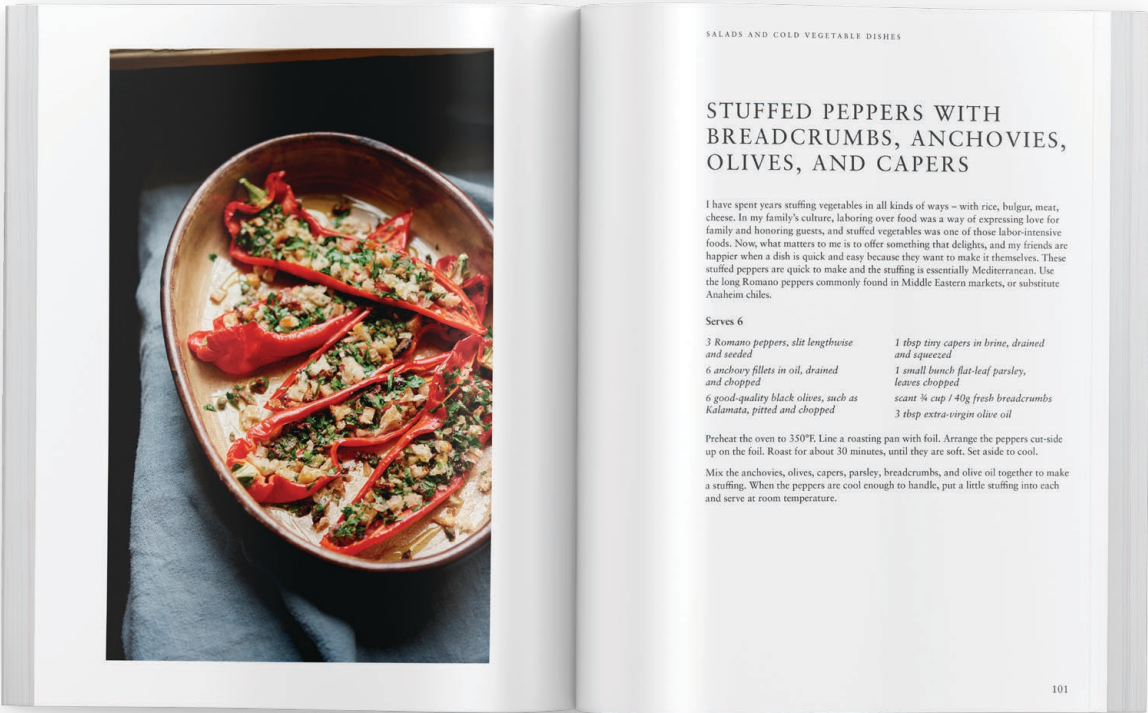 SALADS AND COLD VEGETABLE DISHES
STUFFED PEPPERS WITH
BREADCRUMBS, ANCHOVIES,
OLIVES, AND CAPERS
I have spent years stuffing vegetables in all kinds of ways – with rice, bulgur, meat,
cheese. In my family's culture, laboring over food was a way of expressing love for
family and honoring guests, and stuffed vegetables was one of those labor-intensive
foods. Now, what matters to me is to offer something that delights, and my friends are
happier when a dish is quick and easy because they want to make it themselves. These
stuffed peppers are quick to make and the stuffing is essentially Mediterranean. Use
the long Romano peppers commonly found in Middle Eastern markets, or substitute
Anaheim chiles.
Serves 6
3 Romano peppers, slit lengthwise
and seeded
6 anchovy fillets in oil, drained
and chopped
6 good-quality black olives, such as
Kalamata, pitted and chopped
1 tbsp tiny capers in brine, drained
and squeezed
1 small bunch flat-leaf parsley,
leaves chopped
scant ¾ cup / 40g fresh breadcrumbs
3 tbsp extra-virgin olive oil
Preheat the oven to 350°F. Line a roasting pan with foil. Arrange the peppers cut-side
up on the foil. Roast for about 30 minutes, until they are soft. Set aside to cool.
Mix the anchovies, olives, capers, parsley, breadcrumbs, and olive oil together to make
a stuffing. When the peppers are cool enough to handle, put a little stuffing into each
and serve at room temperature.
101